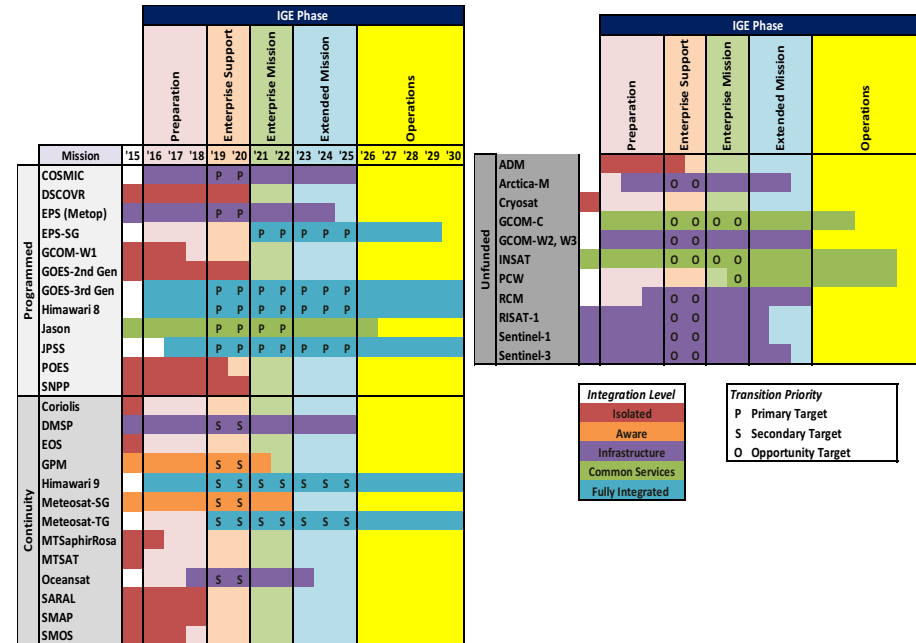 IGE Phase
Preparation
Enterprise Support
Enterprise Mission
Extended Mission
Operations
Mission '15 '16 '17 '18 '19 '20 '21 '22 '23 '24 '25 '26 '27 '28 '29 '30
Programmed
COSMIC P P
DSCOVR
EPS (Metop) P P
EPS-SG P P P P P
GCOM-W1
GOES-2nd Gen
GOES-3rd Gen P P P P P P P
Himawari 8 P P P P P P P
Jason P P P P
JPSS P P P P P P P
POES
SNPP
Continuity
Coriolis
DMSP S S
EOS
GPM S S
Himawari 9 S S S S S S S
Meteosat-SG S S
Meteosat-TG S S S S S S S
MTSaphirRosa
MTSAT
Oceansat S S
SARAL
SMAP
SMOS
IGE Phase
Preparation
Enterprise Support
Enterprise Mission
Extended Mission
Operations
Unfunded
ADM
Arctica-M O O
Cryosat
GCOM-C O O O O
GCOM-W2, W3 O O
INSAT O O O O
PCW O
RCM O O
RISAT-1 O O
Sentinel-1 O O
Sentinel-3 O O
Integration Level
Isolated
Aware
Infrastructure
Common Services
Fully Integrated
Transition Priority
P Primary Target
S Secondary Target
O Opportunity Target